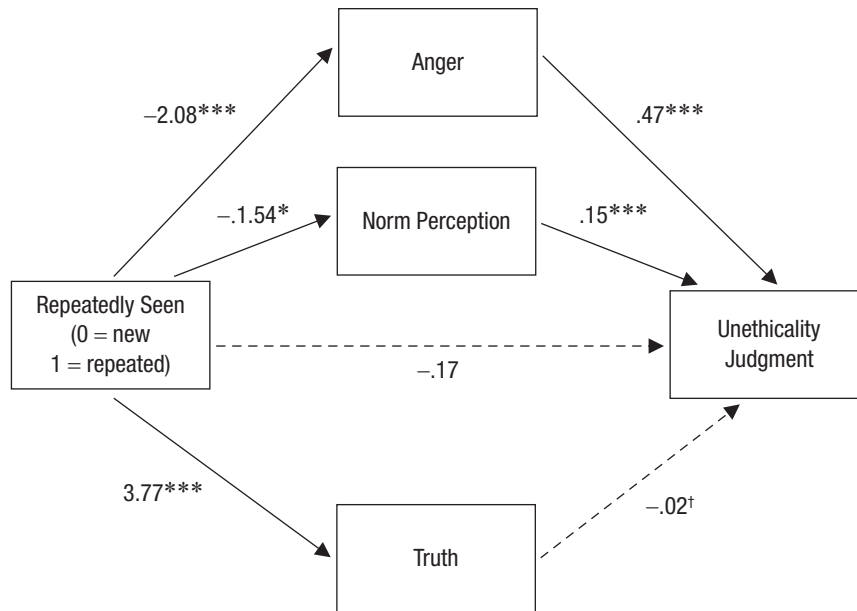 Anger
−2.08***
.47***
Norm Perception
−.1.54*
.15***
Repeatedly Seen
(0 = new
1 = repeated)
Unethicality
Judgment
−.17
3.77***
−.02†
Truth